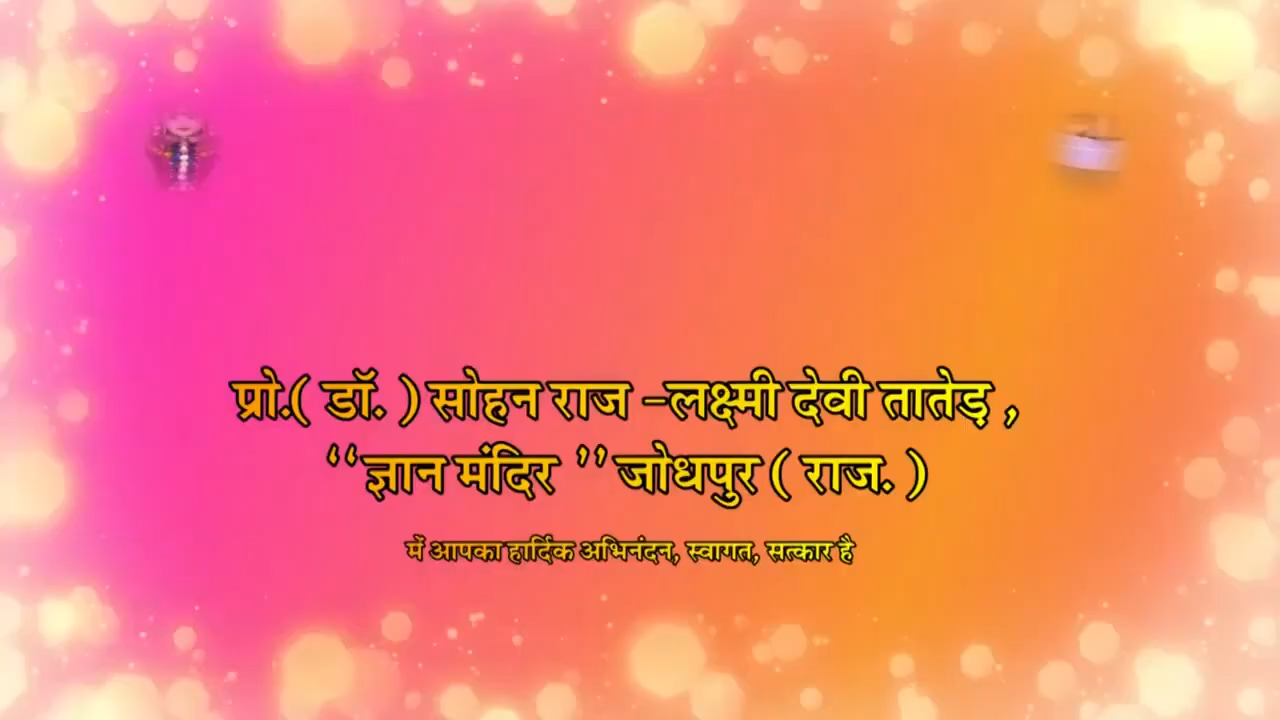 प्रो.( डॉ. ) सोहन राज -लक्ष्मी देवी तातेड़ ,
‘‘ ज्ञान मंदिर ’’ जोधपुर ( राज. )
में आपका हार्दिक अभिनंदन, स्वागत, सत्कार है